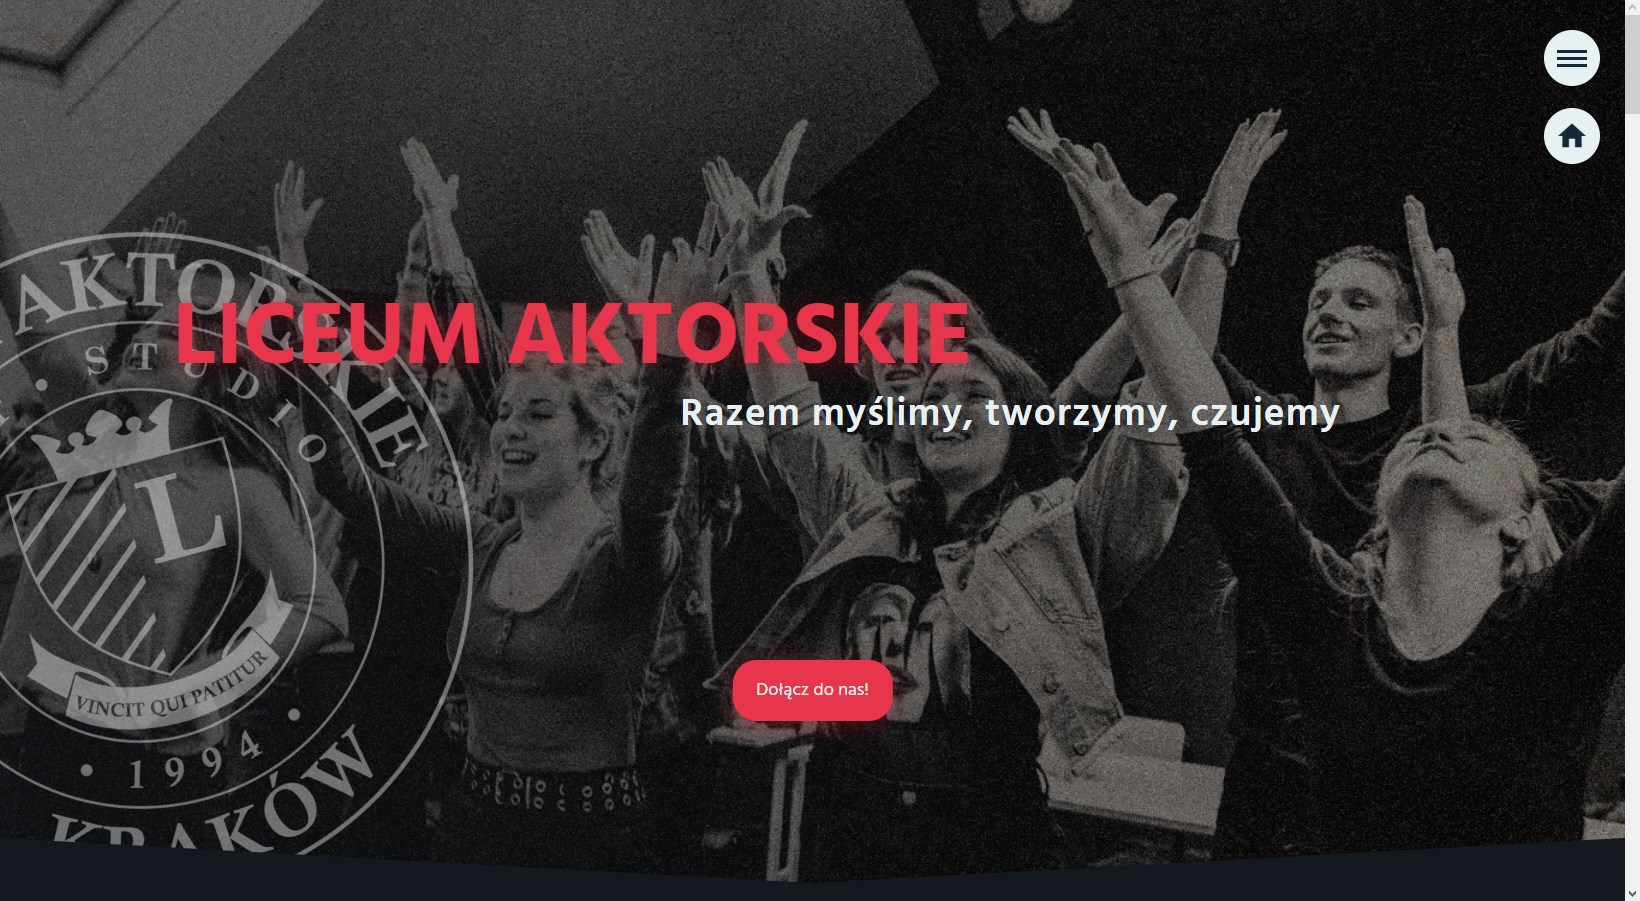 AKTORSKIE
STUDIO
LICEUM AKTORSKIE
Razem myślimy, tworzymy, czujemy
L
VINCIT QUI PATITUR
Dołącz do nas!
• 1994 •
KRAKÓW